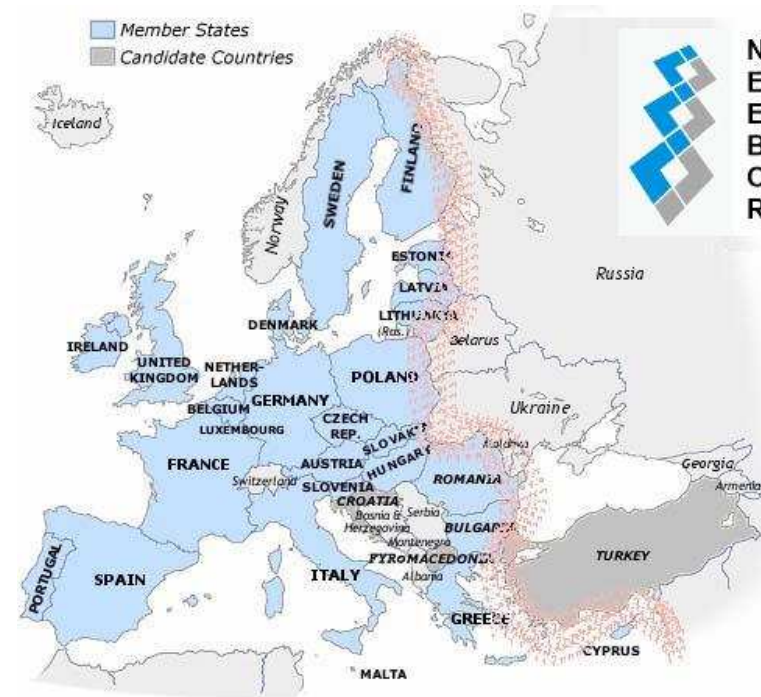 Member States
Candidate Countries
N
E
E
B
O
R
Iceland
Norway
SWEDEN
FINLAND
Russia
ESTONIA
LATVIA
LITHUANIA
(Rus.)
DENMARK
Belarus
IRELAND
UNITED
KINGDOM
NETHER-
LANDS
POLAND
GERMANY
BELGIUM
LUXEMBOURG
CZECH
REP.
Ukraine
SLOVAKIA
Moldova
FRANCE
Switzerland
AUSTRIA
HUNGARY
SLOVENIA
ROMANIA
CROATIA
Bosnia &
Herzegovina
Serbia
Georgia
Armenia
Montenegro
BULGARIA
FYRO MACEDONIA
Albania
TURKEY
PORTUGAL
SPAIN
ITALY
GREECE
CYPRUS
MALTA